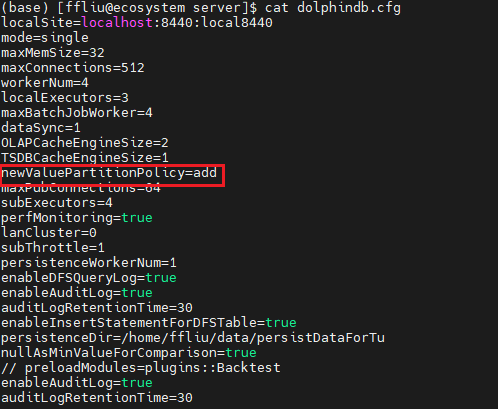 (base) [ffliu@ecosystem server]$ cat dolphindb.cfg
localSite=localhost:8440:local8440
mode=single
maxMemSize=32
maxConnections=512
workerNum=4
localExecutors=3
maxBatchJobWorker=4
dataSync=1
OLAPCacheEngineSize=2
TSDBCacheEngineSize=1
newValuePartitionPolicy=add
maxPubConnections=64
subExecutors=4
perfMonitoring=true
lanCluster=0
subThrottle=1
persistenceWorkerNum=1
enableDFSQueryLog=true
enableAuditLog=true
auditLogRetentionTime=30
enableInsertStatementForDFSTable=true
persistenceDir=/home/ffliu/data/persistDataForTu
nullAsMinValueForComparison=true
// preloadModules=plugins::Backtest
enableAuditLog=true
auditLogRetentionTime=30